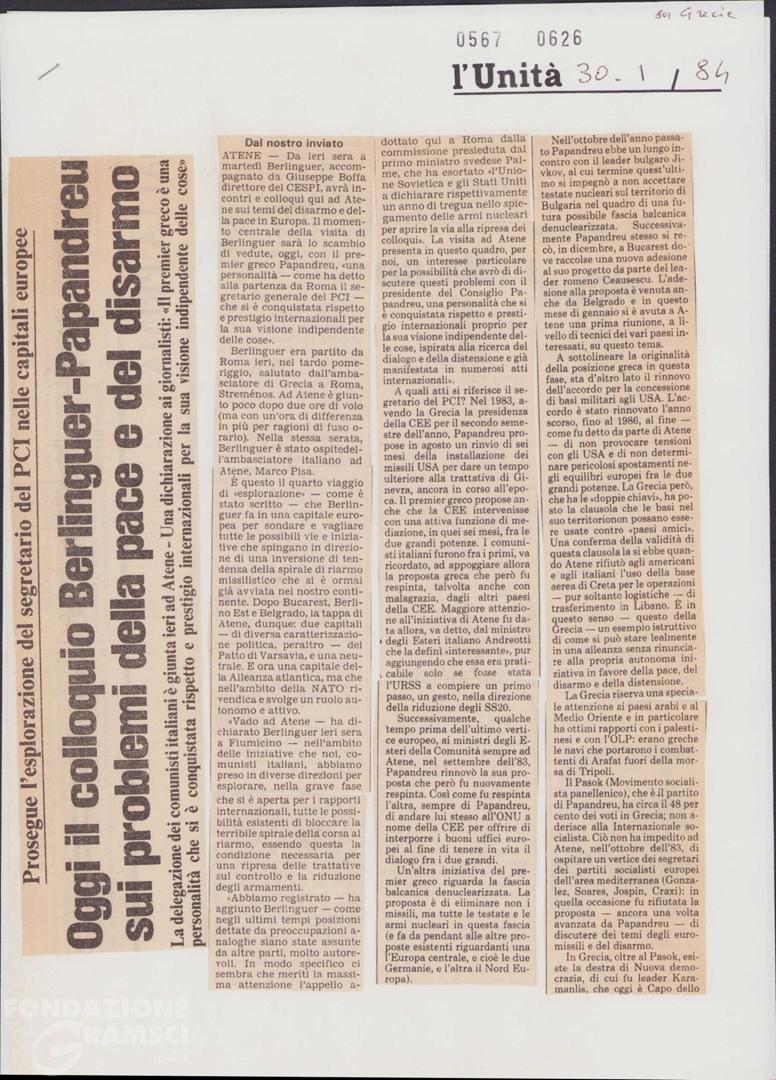 su Grecia
0567 0626
l'Unità 30-1/84
Prosegue l'esplorazione del segretario del PCI nelle capitali europee
Oggi il colloquio Berlinguer-Papandreu
sui problemi della pace e del disarmo
La delegazione dei comunisti italiani è giunta ieri ad Atene - Una dichiarazione ai giornalisti: «Il premier greco è una
personalità che si è conquistata rispetto e prestigio internazionali per la sua visione indipendente delle cose»
Dal nostro inviato
ATENE — Da ieri sera a
martedì Berlinguer, accom-
pagnato da Giuseppe Boffa
direttore del CESPI, avrà in-
contri e colloqui qui ad Ate-
ne sui temi del disarmo e del-
la pace in Europa. Il momen-
to centrale della visita di
Berlinguer sarà lo scambio
di vedute, oggi, con il pre-
mier greco Papandreu, «una
personalità — come ha detto
alla partenza da Roma il se-
gretario generale del PCI —
che si è conquistata rispetto
e prestigio internazionali per
la sua visione indipendente
delle cose».
Berlinguer era partito da
Roma ieri, nel tardo pome-
riggio, salutato dall'amba-
sciatore di Grecia a Roma,
Streménos. Ad Atene è giun-
to poco dopo due ore di volo
(ma con un'ora di differenza
in più per ragioni di fuso o-
rario). Nella stessa serata,
Berlinguer è stato ospitedel-
l'ambasciatore italiano ad
Atene, Marco Pisa.
È questo il quarto viaggio
di «esplorazione» — come è
stato scritto — che Berlin-
guer fa in una capitale euro-
pea per sondare e vagliare
tutte le possibili vie e inizia-
tive che spingano in direzio-
ne di una inversione di ten-
denza della spirale di riarmo
missilistico che si è ormai
già avviata nel nostro conti-
nente. Dopo Bucarest, Berli-
no Est e Belgrado, la tappa di
Atene, dunque: due capitali
— di diversa caratterizzazio-
ne politica, peraltro — del
Patto di Varsavia, e una neu-
trale. E ora una capitale del-
la Alleanza atlantica, ma che
nell'ambito della NATO ri-
vendica e svolge un ruolo au-
tonomo e attivo.
«Vado ad Atene — ha di-
chiarato Berlinguer ieri sera
a Fiumicino — nell'ambito
delle iniziative che noi, co-
munisti italiani, abbiamo
preso in diverse direzioni per
esplorare, nella grave fase
che si è aperta per i rapporti
internazionali, tutte le possi-
bilità esistenti di bloccare la
terribile spirale della corsa al
riarmo, essendo questa la
condizione necessaria per
una ripresa delle trattative
sul controllo e la riduzione
degli armamenti.
«Abbiamo registrato — ha
aggiunto Berlinguer — come
negli ultimi tempi posizioni
dettate da preoccupazioni a-
naloghe siano state assunte
da altre parti, molto autore-
voli. In modo specifico ci
sembra che meriti la massi-
ma attenzione l'appello a-
dottato qui a Roma dalla
commissione presieduta dal
primo ministro svedese Pal-
me, che ha esortato «l'Unio-
ne Sovietica e gli Stati Uniti
a dichiarare rispettivamente
un anno di tregua nello spie-
gamento delle armi nucleari
per aprire la via alla ripresa dei
colloqui». La visita ad Atene
presenta in questo quadro, per
noi, un interesse particolare
per la possibilità che avrò di di-
scutere questi problemi con il
presidente del Consiglio Pa-
pandreu, una personalità che si
è conquistata rispetto e presti-
gio internazionali proprio per
la sua visione indipendente del-
le cose, ispirata alla ricerca del
dialogo e della distensione e già
manifestata in numerosi atti
internazionali».
A quali atti si riferisce il se-
gretario del PCI? Nel 1983, a-
vendo la Grecia la presidenza
della CEE per il secondo seme-
stre dell'anno, Papandreu pro-
pose in agosto un rinvio di sei
mesi della installazione dei
missili USA per dare un tempo
ulteriore alla trattativa di Gi-
nevra, ancora in corso all'epo-
ca. Il premier greco propose an-
che che la CEE intervenisse
con una attiva funzione di me-
diazione, in quei sei mesi, fra le
due grandi potenze. I comuni-
sti italiani furono fra i primi, va
ricordato, ad appoggiare allora
la proposta greca che però fu
respinta, talvolta anche con
malagrazia, dagli altri paesi
della CEE. Maggiore attenzio-
ne all'iniziativa di Atene fu da-
ta allora, va detto, dal ministro
degli Esteri italiano Andreotti
che la definì «interessante», pur
aggiungendo che essa era prati-
cabile solo se fosse stata
l'URSS a compiere un primo
passo, un gesto, nella direzione
della riduzione degli SS20.
Successivamente, qualche
tempo prima dell'ultimo vertice
europeo, ai ministri degli E-
steri della Comunità sempre ad
Atene, nel settembre dell'83,
Papandreu rinnovò la sua pro-
posta che però fu nuovamente
respinta. Così come fu respinta
l'altra, sempre di Papandreu,
di andare lui stesso all'ONU a
nome della CEE per offrire di
interporre i buoni uffici euro-
pei al fine di tenere in vita il
dialogo fra i due grandi.
Un'altra iniziativa del pre-
mier greco riguarda la fascia
balcanica denuclearizzata. La
proposta è di eliminare non i
missili, ma tutte le testate e le
armi nucleari in questa fascia
(e fa da pendant alle altre pro-
poste esistenti riguardanti una
l'Europa centrale, e cioè le due
Germanie, e l'altra il Nord Eu-
ropa).
Nell'ottobre dell'anno passa-
to Papandreu ebbe un lungo in-
contro con il leader bulgaro Ji-
vkov, al cui termine quest'ulti-
mo si impegnò a non accettare
testate nucleari sul territorio di
Bulgaria nel quadro di una fu-
tura possibile fascia balcanica
denuclearizzata. Successiva-
mente Papandreu stesso si re-
cò, in dicembre, a Bucarest do-
ve raccolse una nuova adesione
al suo progetto da parte del lea-
der romeno Ceausescu. L'ade-
sione alla proposta è venuta an-
che da Belgrado e in questo
mese di gennaio si è avuta a A-
tene una prima riunione, a li-
vello di tecnici dei vari paesi in-
teressati, su questo tema.
A sottolineare la originalità
della posizione greca in questa
fase, sta d'altro lato il rinnovo
dell'accordo per la concessione
di basi militari agli USA. L'ac-
cordo è stato rinnovato l'anno
scorso, fino al 1986, al fine —
come fu detto da parte di Atene
— di non provocare tensioni
con gli USA e di non determi-
nare pericolosi spostamenti ne-
gli equilibri europei fra le due
grandi potenze. La Grecia però,
che ha le «doppie chiavi», ha po-
sto la clausola che le basi nel
suo territorionon possano esse-
re usate contro «paesi amici».
Una conferma della validità di
questa clausola la si ebbe quan-
do Atene rifiutò agli americani
e agli italiani l'uso della base
aerea di Creta per le operazioni
— pur soltanto logistiche — di
trasferimento in Libano. È in
questo senso — questo della
Grecia — un esempio istruttivo
di come si può stare lealmente
in una alleanza senza rinuncia-
re alla propria autonoma ini-
ziativa in favore della pace, del
disarmo e della distensione.
La Grecia riserva una specia-
le attenzione ai paesi arabi e al
Medio Oriente e in particolare
ha ottimi rapporti con i palesti-
nesi e con l'OLP: erano greche
le navi che portarono i combat-
tenti di Arafat fuori della mor-
sa di Tripoli.
Il Pasok (Movimento sociali-
sta panellenico), che è il partito
di Papandreu, ha circa il 48 per
cento dei voti in Grecia; non a-
derisce alla Internazionale so-
cialista. Ciò non ha impedito ad
Atene, nell'ottobre dell'83, di
ospitare un vertice dei segretari
dei partiti socialisti europei
dell'area mediterranea (Gonza-
lez, Soares, Jospin, Craxi): in
quella occasione fu rifiutata la
proposta — ancora una volta
avanzata da Papandreu — di
discutere dei temi degli euro-
missili e del disarmo.
In Grecia, oltre al Pasok, esi-
ste la destra di Nuova demo-
crazia, di cui fu leader Kara-
manlis, che oggi è Capo dello
FONDAZIONE
GRAMSCI